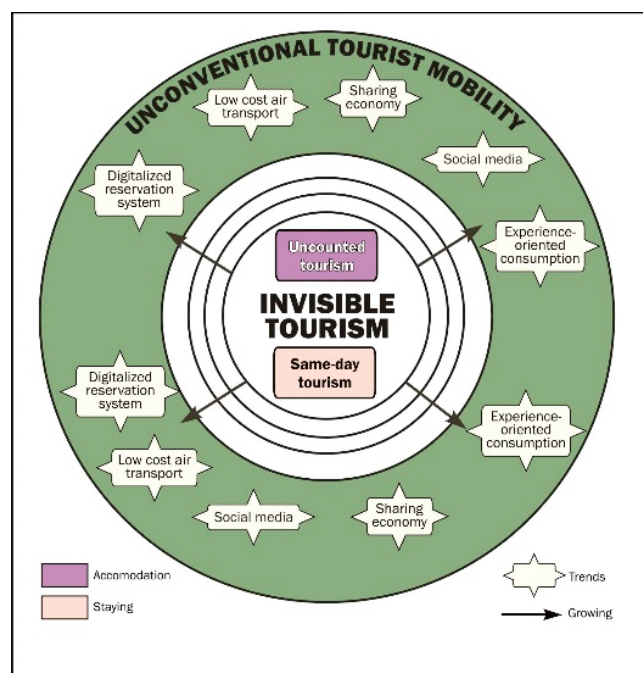 UNCONVENTIONAL TOURIST MOBILITY
Low cost air
transport
Sharing
economy
Social media
Digitalized
reservation
system
Experience-
oriented
consumption
Uncounted
tourism
INVISIBLE
TOURISM
Same-day
tourism
Digitalized
reservation
system
Experience-
oriented
consumption
Low cost air
transport
Social media
Sharing
economy
Accomodation
Staying
Trends
Growing